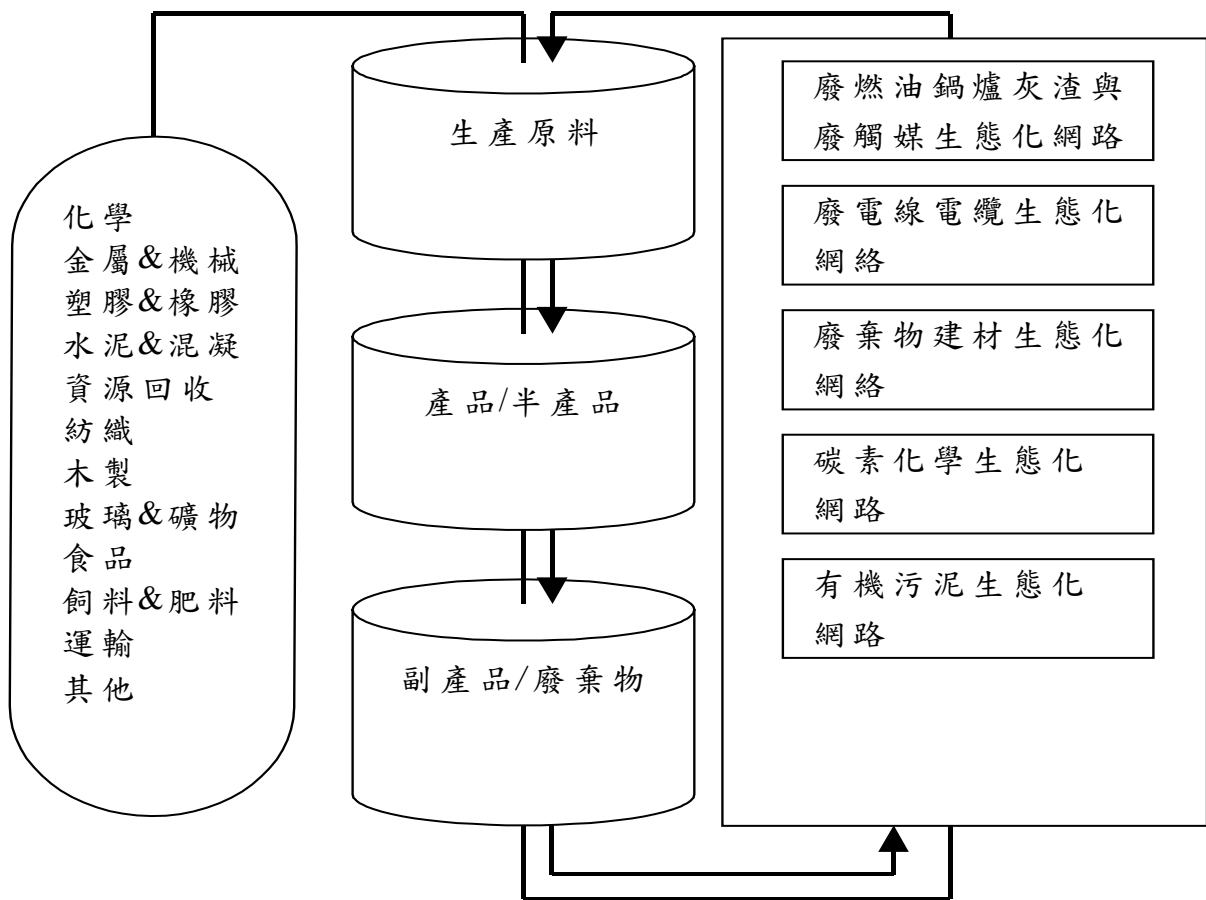 化學
金屬&機械
塑膠&橡膠
水泥&混凝
資源回收
紡織
木製
玻璃&礦物
食品
飼料&肥料
運輸
其他
生產原料
產品/半產品
副產品/廢棄物
廢燃油鍋爐灰渣與
廢觸媒生態化網路
廢電線電纜生態化
網絡
廢棄物建材生態化
網絡
碳素化學生態化
網路
有機污泥生態化
網路